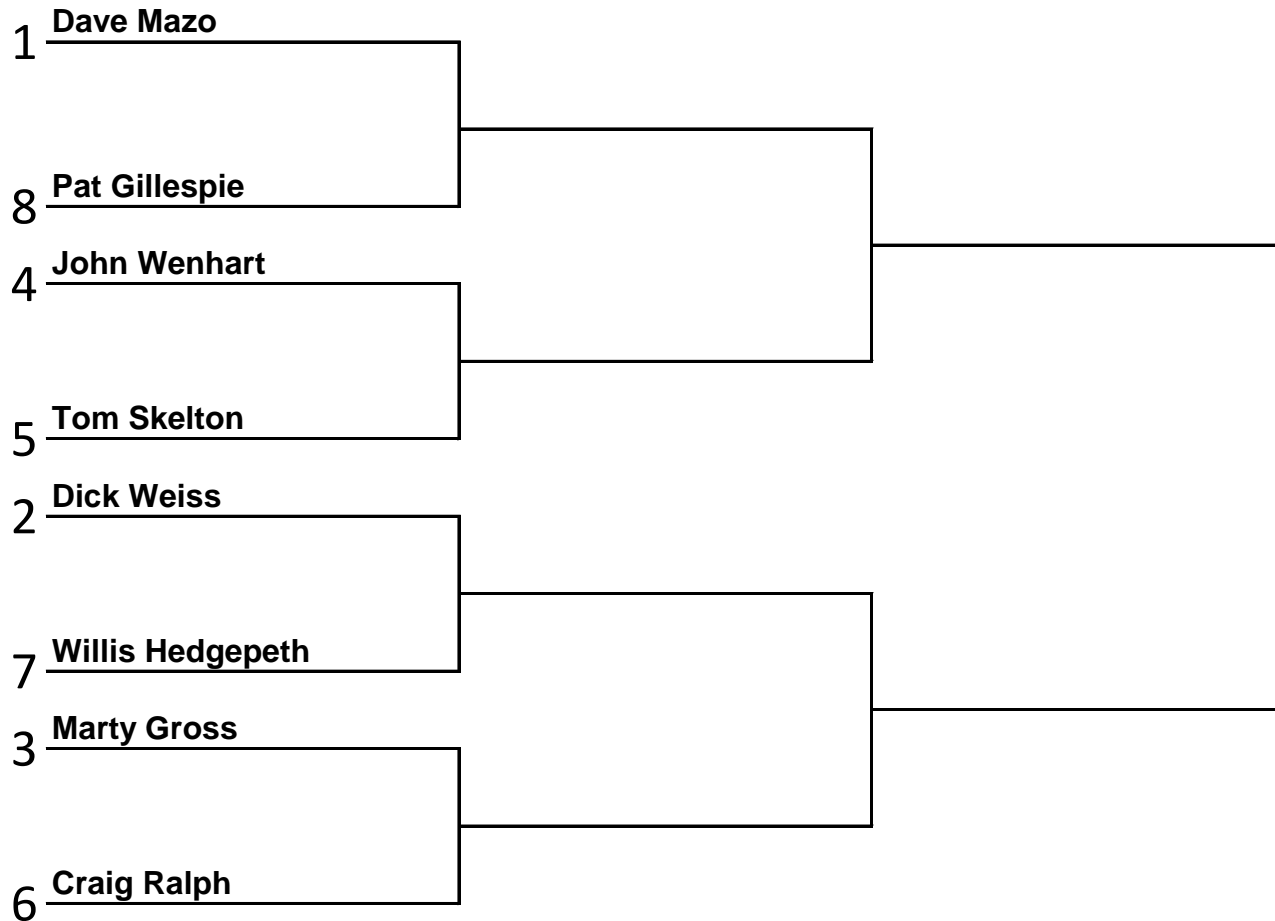 1 Dave Mazo
8 Pat Gillespie
4 John Wenhart
5 Tom Skelton
2 Dick Weiss
7 Willis Hedgepeth
3 Marty Gross
6 Craig Ralph